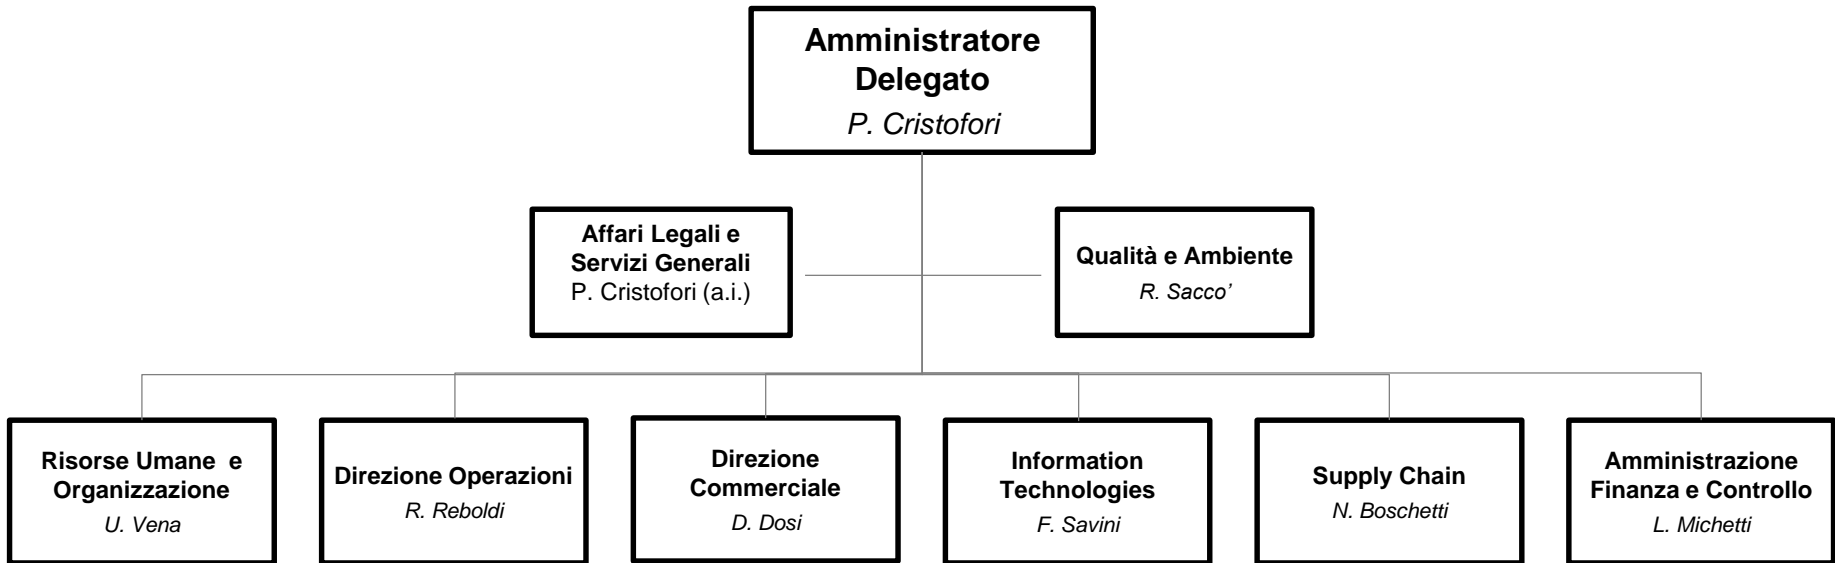 Amministratore
Delegato
P. Cristofori
Affari Legali e
Servizi Generali
P. Cristofori (a.i.)
Qualità e Ambiente
R. Sacco’
Risorse Umane e
Organizzazione
U. Vena
Direzione Operazioni
R. Reboldi
Direzione
Commerciale
D. Dosi
Information
Technologies
F. Savini
Supply Chain
N. Boschetti
Amministrazione
Finanza e Controllo
L. Michetti